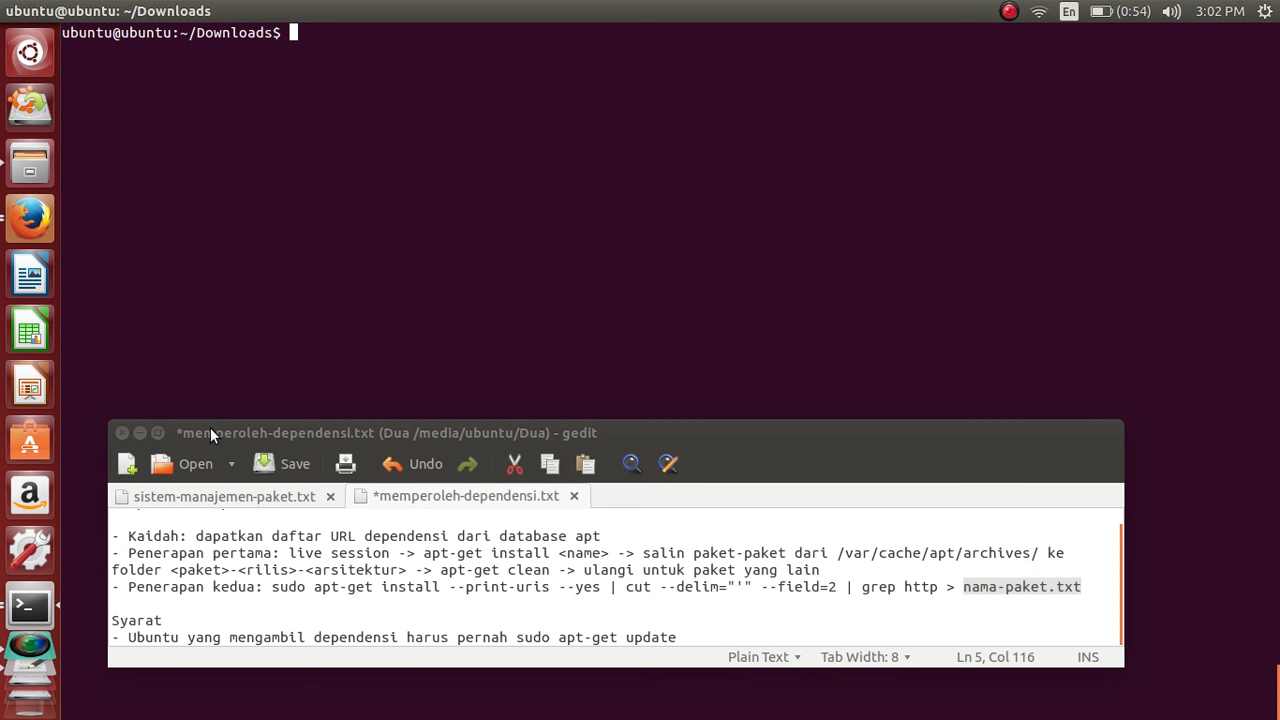 ubuntu@ubuntu: ~/Downloads
En
(0:54)
3:02 PM
ubuntu@ubuntu:~/Downloads$
*memperoleh-dependensi.txt (Dua /media/ubuntu/Dua) - gedit
Open
Save
Undo
sistem-manajemen-paket.txt
*memperoleh-dependensi.txt
- Kaidah: dapatkan daftar URL dependensi dari database apt
- Penerapan pertama: live session -> apt-get install <name> -> salin paket-paket dari /var/cache/apt/archives/ ke
folder <paket>-<rilis>-<arsitektur> -> apt-get clean -> ulangi untuk paket yang lain
- Penerapan kedua: sudo apt-get install --print-uris --yes | cut --delim="'" --field=2 | grep http > nama-paket.txt
Syarat
- Ubuntu yang mengambil dependensi harus pernah sudo apt-get update
Plain Text
Tab Width: 8
Ln 5, Col 116
INS